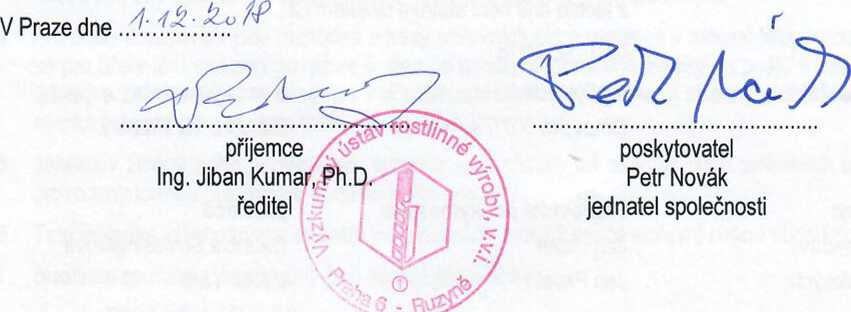 V Praze dne 1.12.2018
příjemce
Ing. Jiban Kumar, Ph.D.
ředitel
poskytovatel
Petr Novák
jednatel společnosti
Výzkumný ústav rostlinné výroby v.v.i.
Praha 6 - Ruzyně
1